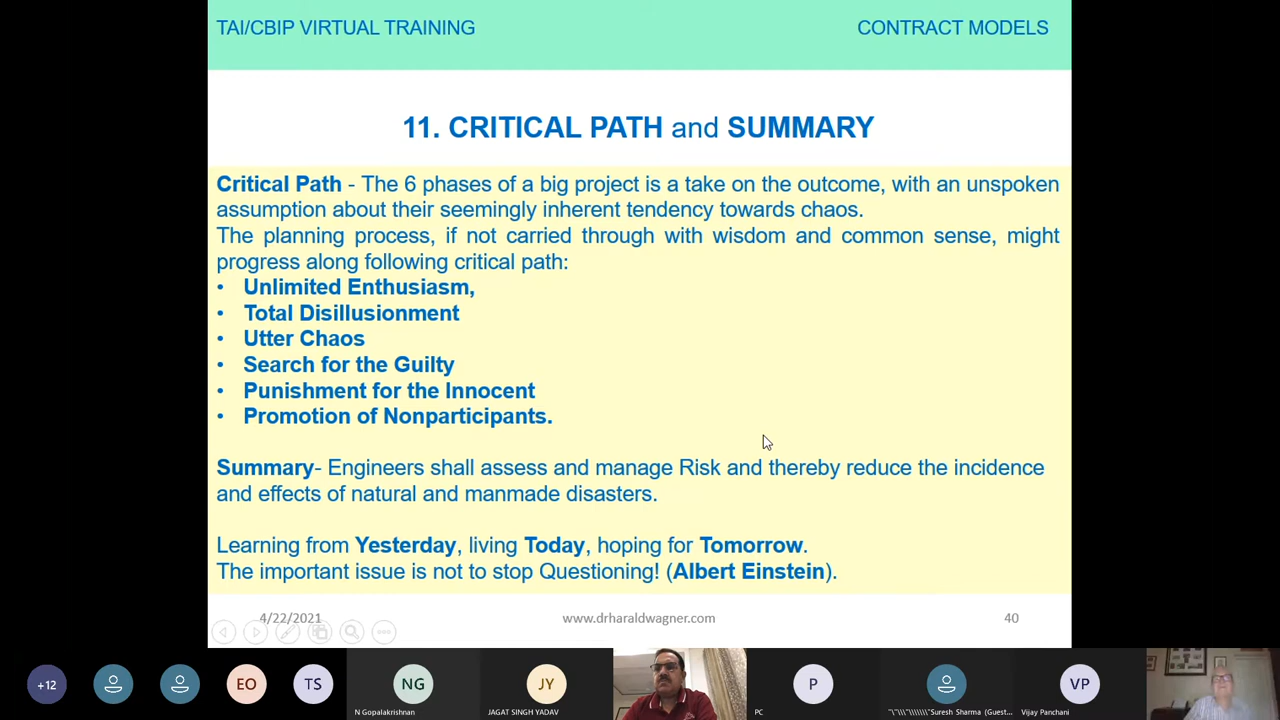 TAI/CBIP VIRTUAL TRAINING
CONTRACT MODELS
11. CRITICAL PATH and SUMMARY
Critical Path - The 6 phases of a big project is a take on the outcome, with an unspoken
assumption about their seemingly inherent tendency towards chaos.
The planning process, if not carried through with wisdom and common sense, might
progress along following critical path:
• Unlimited Enthusiasm,
• Total Disillusionment
• Utter Chaos
• Search for the Guilty
• Punishment for the Innocent
• Promotion of Nonparticipants.
Summary- Engineers shall assess and manage Risk and thereby reduce the incidence
and effects of natural and manmade disasters.
Learning from Yesterday, living Today, hoping for Tomorrow.
The important issue is not to stop Questioning! (Albert Einstein).
4/22/2021
www.drharaldwagner.com
40
+12
EO
TS
NG
JY
P
VP
N Gopalakrishnan
JAGAT SINGH YADAV
PC
Suresh Sharma (Guest...
Vijay Panchani